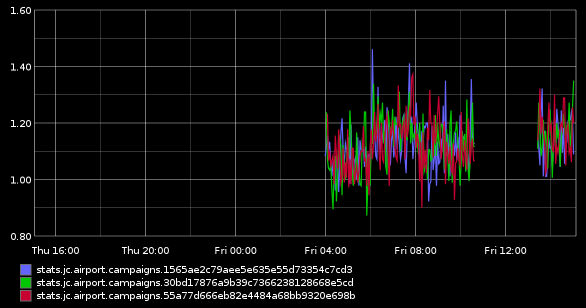 1.60
1.40
1.20
1.00
0.80
Thu 16:00 Thu 20:00 Fri 00:00 Fri 04:00 Fri 08:00 Fri 12:00
stats.jc.airport.campaigns.1565ae2c79aee5e635e55d73354c7cd3
stats.jc.airport.campaigns.30bd17876a9b39c7366238128668e5cd
stats.jc.airport.campaigns.55a77d666eb82e4484a68bb9320e698b